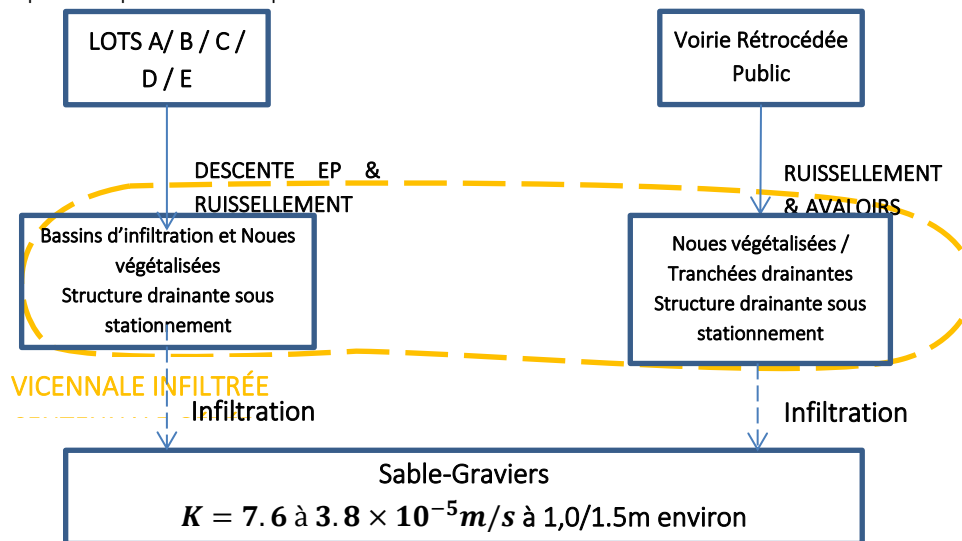 LOTS A/ B / C /
D / E
Voirie Rétrocédée
Public
DESCENTE EP &
RUISSELLEMENT
RUISSELLEMENT
& AVALOIRS
Bassins d'infiltration et Noues
végétalisées
Structure drainante sous
stationnement
Noues végétalisées /
Tranchées drainantes
Structure drainante sous
stationnement
VICENNALE INFILTRÉE
Infiltration
Infiltration
Sable-Graviers
K = 7.6 à 3.8 × 10⁻⁵m/s à 1,0/1.5m environ